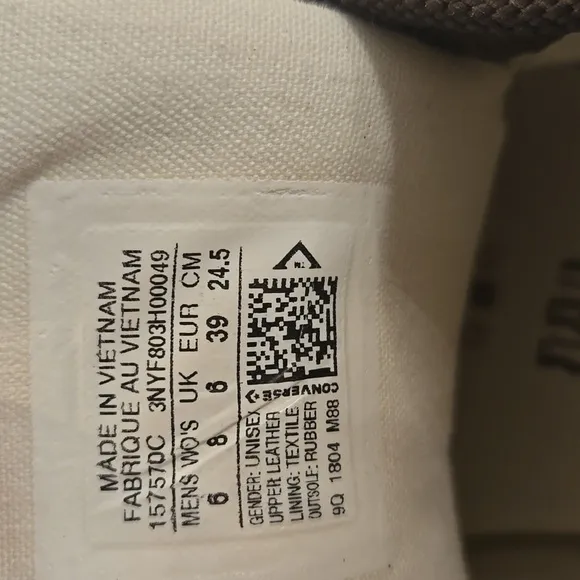 MADE IN VIETNAM
FABRIQUÉ AU VIETNAM
157570C 3NYF803H00049
MENS WO'S UK EUR CM
6 8 6 39 24.5
GENDER: UNISEX
UPPER: LEATHER
LINING: TEXTILE
OUTSOLE: RUBBER
9Q 1804 M88
CONVERSE